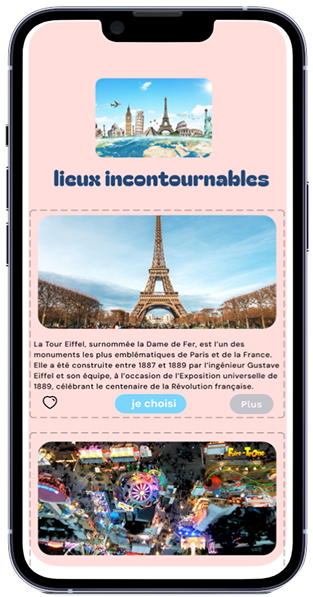 lieux incontournables
La Tour Eiffel, surnommée la Dame de Fer, est l'un des
monuments les plus emblématiques de Paris et de la France.
Elle a été construite entre 1887 et 1889 par l'ingénieur Gustave
Eiffel et son équipe, à l'occasion de l'Exposition universelle de
1889, célébrant le centenaire de la Révolution française.
je choisi
Plus